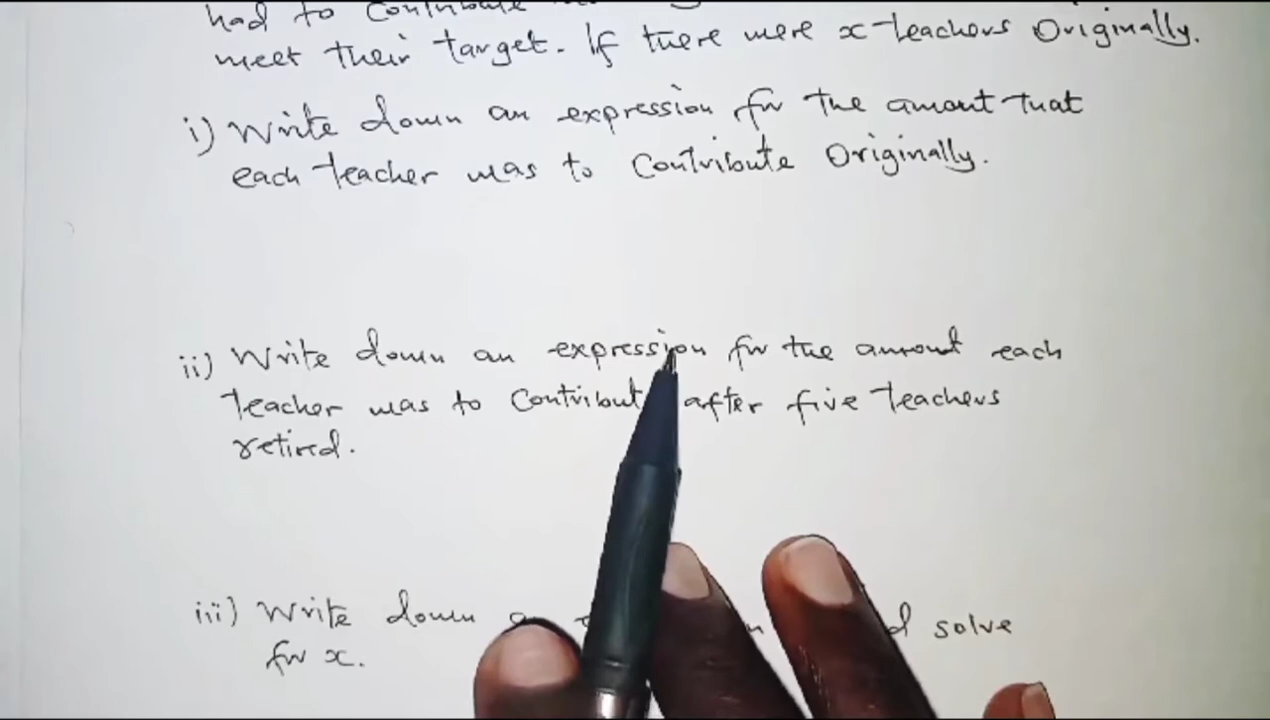 had to Contribute
meet their target. If there were x-teachers Originally.
i) Write down an expression for the amount that
each teacher was to Contribute Originally.
ii) Write down an expression for the amount each
teacher was to Contribut after five teachers
retired.
iii) Write down solve
for x.